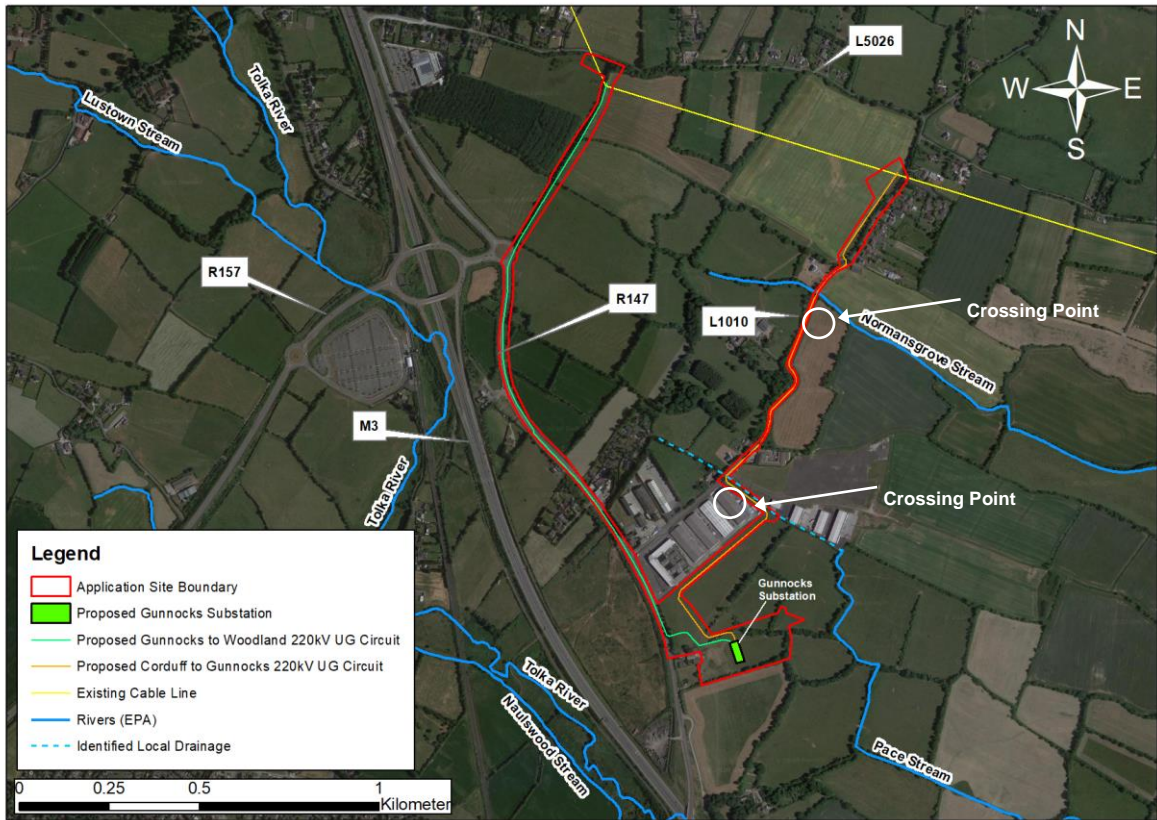 N
W
E
S
L5026
Tolka River
Lustown Stream
R157
R147
L1010
Crossing Point
Normansgrove Stream
M3
Tolka River
Crossing Point
Gunnocks
Substation
Tolka River
Naulswood Stream
Pace Stream
Legend
Application Site Boundary
Proposed Gunnocks Substation
Proposed Gunnocks to Woodland 220kV UG Circuit
Proposed Corduff to Gunnocks 220kV UG Circuit
Existing Cable Line
Rivers (EPA)
Identified Local Drainage
0 0.25 0.5 1
Kilometer